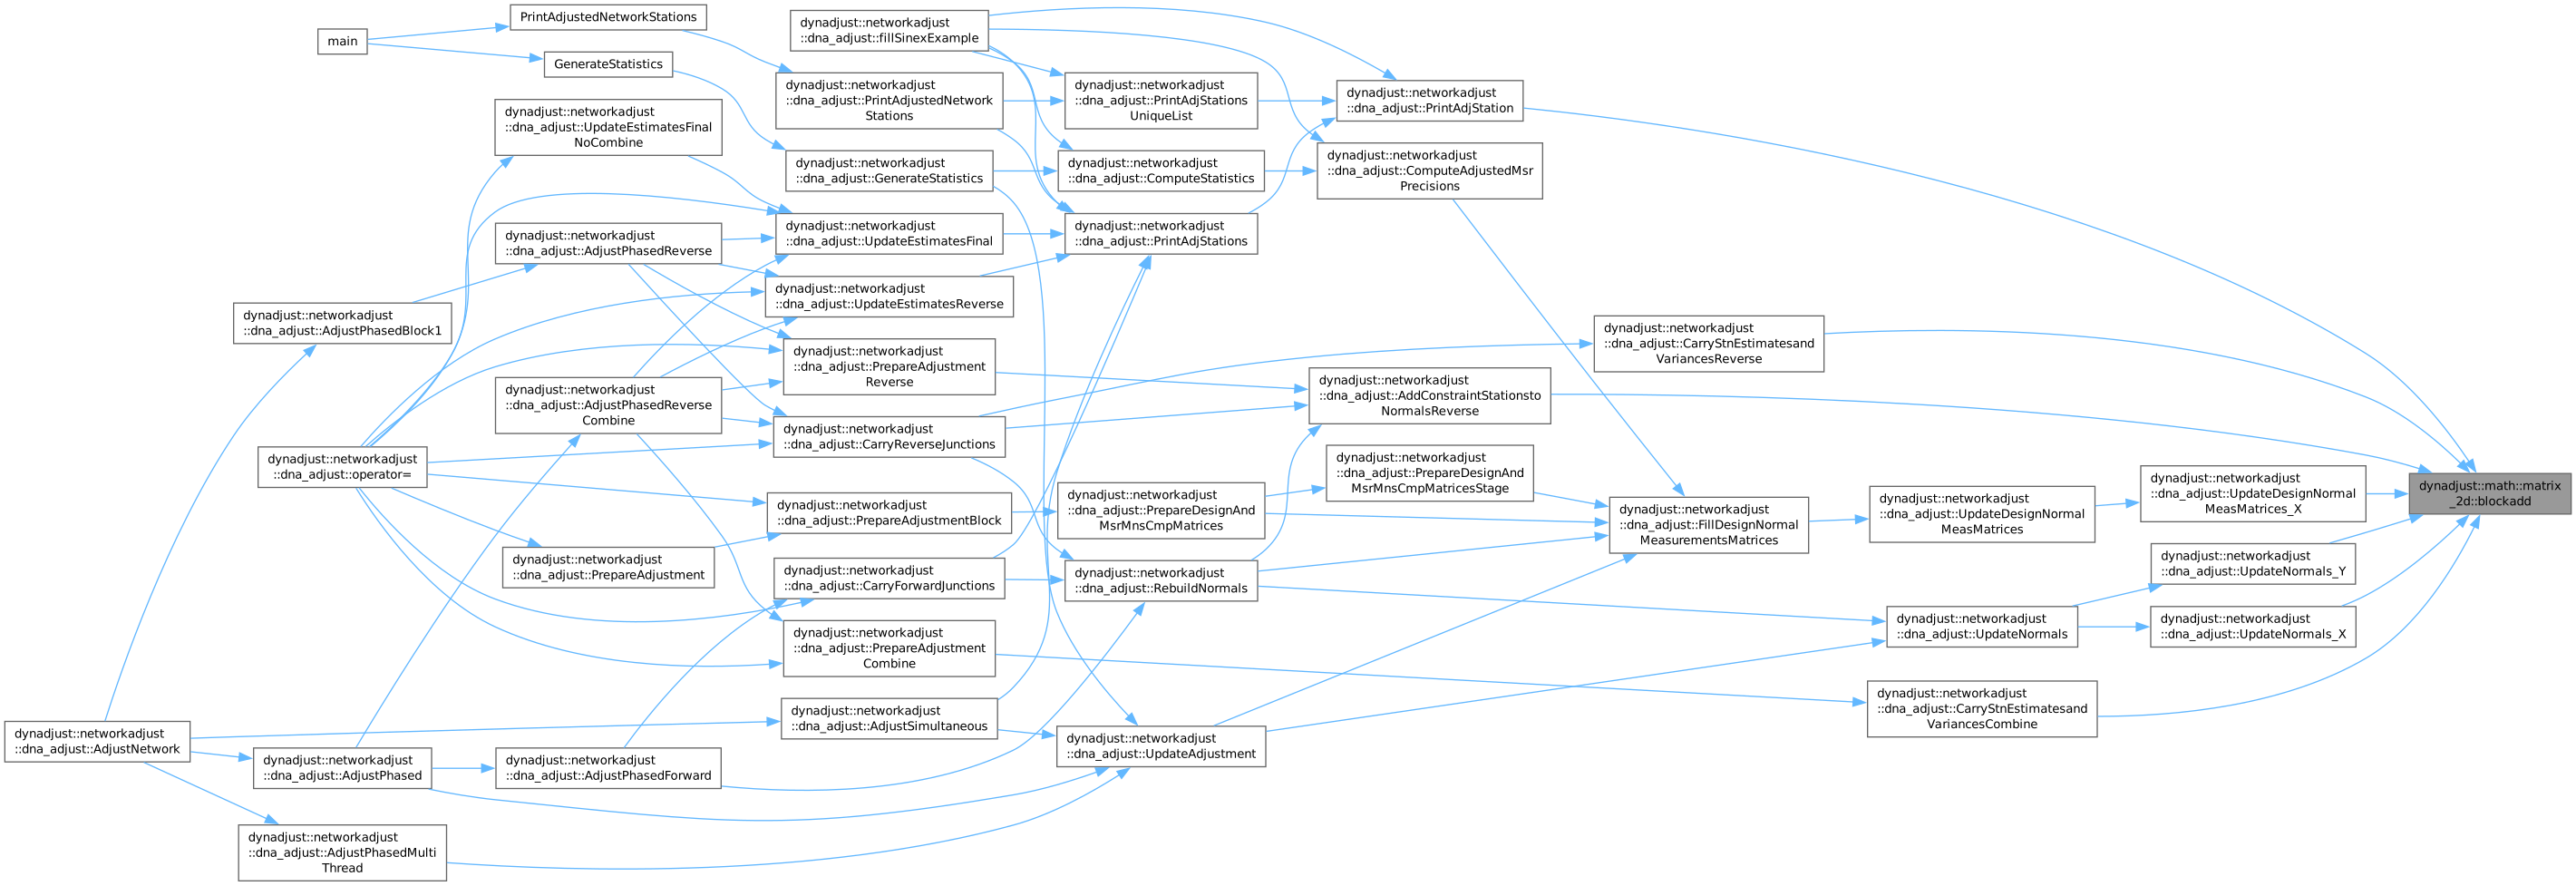 main
PrintAdjustedNetworkStations
GenerateStatistics
dynadjust::networkadjust
::dna_adjust::fillSinexExample
dynadjust::networkadjust
::dna_adjust::PrintAdjustedNetwork
Stations
dynadjust::networkadjust
::dna_adjust::PrintAdjStations
UniqueList
dynadjust::networkadjust
::dna_adjust::PrintAdjStation
dynadjust::networkadjust
::dna_adjust::UpdateEstimatesFinal
NoCombine
dynadjust::networkadjust
::dna_adjust::GenerateStatistics
dynadjust::networkadjust
::dna_adjust::ComputeStatistics
dynadjust::networkadjust
::dna_adjust::ComputeAdjustedMsr
Precisions
dynadjust::networkadjust
::dna_adjust::AdjustPhasedReverse
dynadjust::networkadjust
::dna_adjust::UpdateEstimatesFinal
dynadjust::networkadjust
::dna_adjust::PrintAdjStations
dynadjust::networkadjust
::dna_adjust::AdjustPhasedBlock1
dynadjust::networkadjust
::dna_adjust::UpdateEstimatesReverse
dynadjust::networkadjust
::dna_adjust::PrepareAdjustment
Reverse
dynadjust::networkadjust
::dna_adjust::CarryStnEstimatesand
VariancesReverse
dynadjust::networkadjust
::dna_adjust::AdjustPhasedReverse
Combine
dynadjust::networkadjust
::dna_adjust::CarryReverseJunctions
dynadjust::networkadjust
::dna_adjust::AddConstraintStationsto
NormalsReverse
dynadjust::networkadjust
::dna_adjust::operator=
dynadjust::networkadjust
::dna_adjust::PrepareAdjustmentBlock
dynadjust::networkadjust
::dna_adjust::PrepareDesignAnd
MsrMnsCmpMatrices
dynadjust::networkadjust
::dna_adjust::PrepareDesignAnd
MsrMnsCmpMatricesStage
dynadjust::networkadjust
::dna_adjust::FillDesignNormal
MeasurementsMatrices
dynadjust::networkadjust
::dna_adjust::UpdateDesignNormal
MeasMatrices
dynadjust::networkadjust
::dna_adjust::UpdateDesignNormal
MeasMatrices_X
dynadjust::math::matrix
_2d::blockadd
dynadjust::networkadjust
::dna_adjust::PrepareAdjustment
dynadjust::networkadjust
::dna_adjust::CarryForwardJunctions
dynadjust::networkadjust
::dna_adjust::RebuildNormals
dynadjust::networkadjust
::dna_adjust::UpdateNormals_Y
dynadjust::networkadjust
::dna_adjust::PrepareAdjustment
Combine
dynadjust::networkadjust
::dna_adjust::UpdateNormals
dynadjust::networkadjust
::dna_adjust::UpdateNormals_X
dynadjust::networkadjust
::dna_adjust::AdjustNetwork
dynadjust::networkadjust
::dna_adjust::AdjustSimultaneous
dynadjust::networkadjust
::dna_adjust::UpdateAdjustment
dynadjust::networkadjust
::dna_adjust::CarryStnEstimatesand
VariancesCombine
dynadjust::networkadjust
::dna_adjust::AdjustPhased
dynadjust::networkadjust
::dna_adjust::AdjustPhasedForward
dynadjust::networkadjust
::dna_adjust::AdjustPhasedMulti
Thread